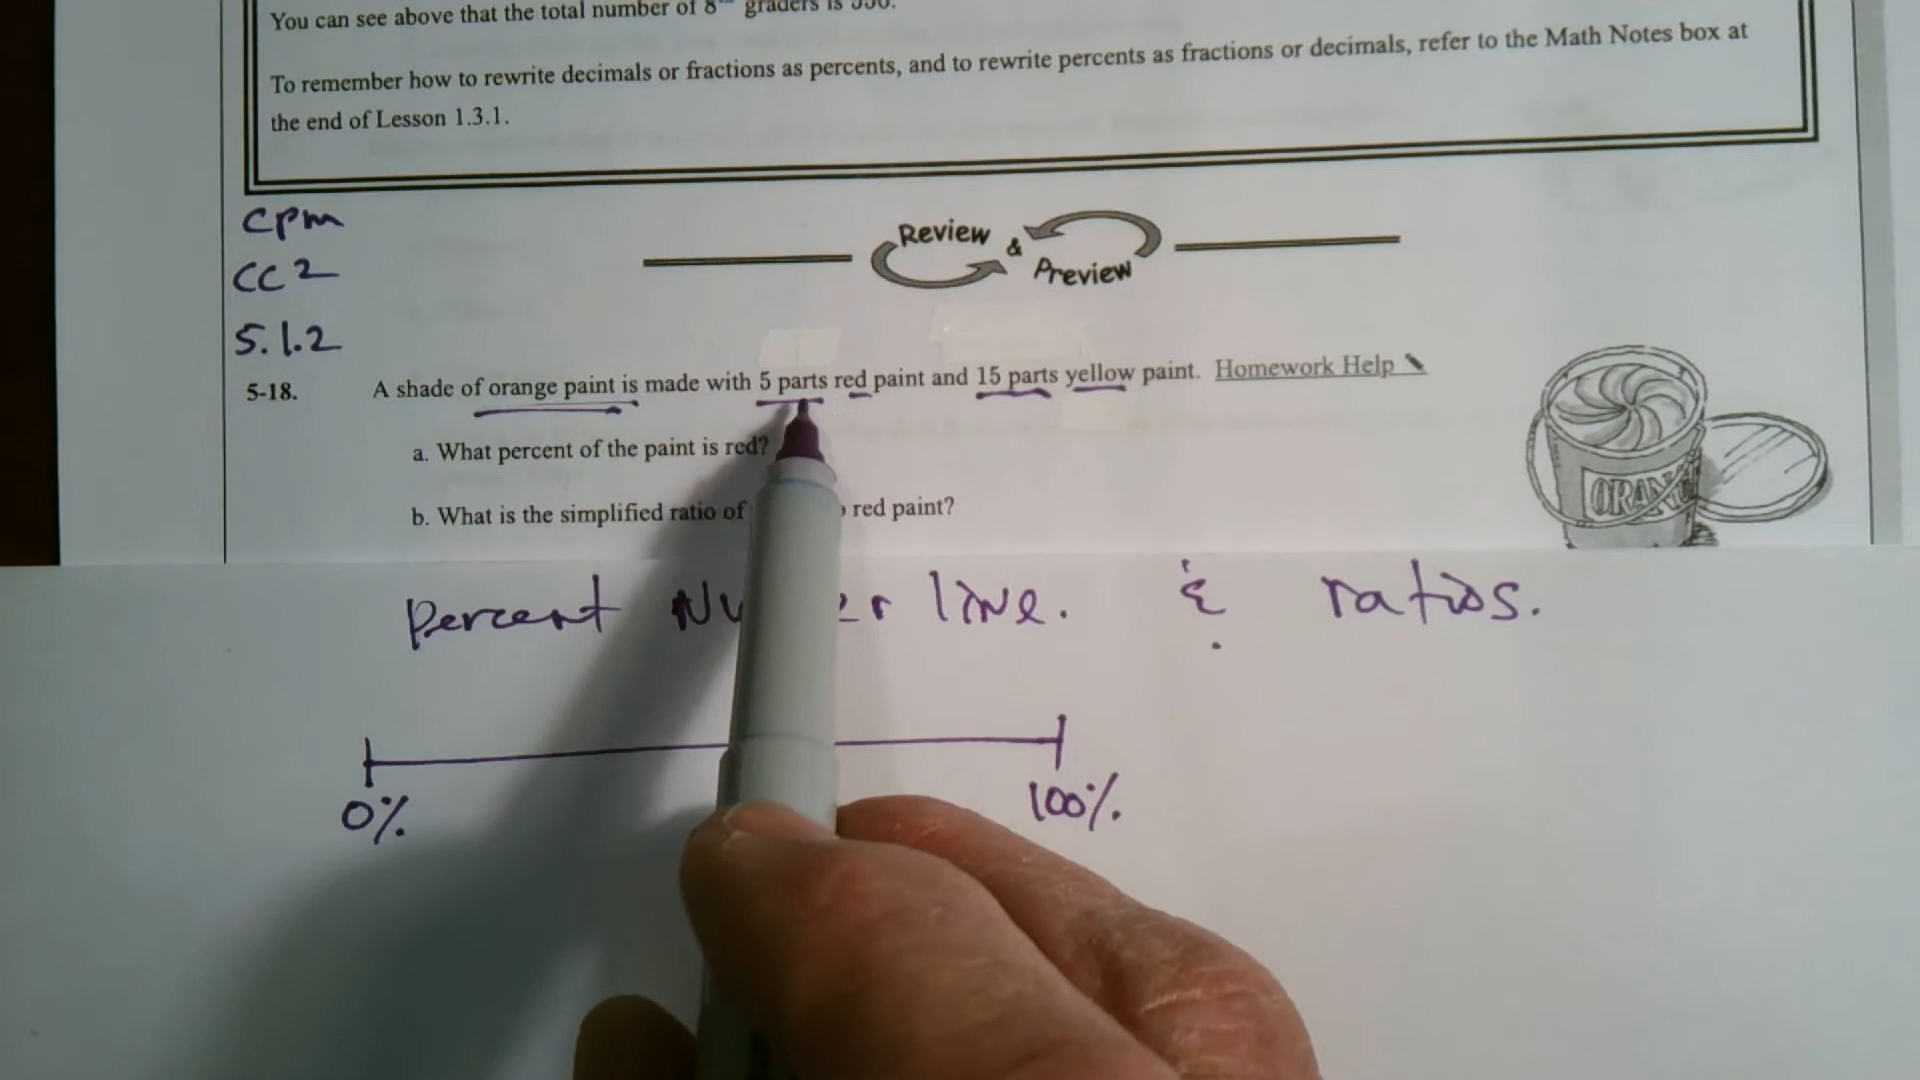 You can see above that the total number of 8th graders is 550.
To remember how to rewrite decimals or fractions as percents, and to rewrite percents as fractions or decimals, refer to the Math Notes box at
the end of Lesson 1.3.1.
CPM
CC2
5.1.2
Review
&
Preview
5-18. A shade of orange paint is made with 5 parts red paint and 15 parts yellow paint. Homework Help
a. What percent of the paint is red?
b. What is the simplified ratio of red paint?
ORANG
Percent line. & ratios.
0% 100%